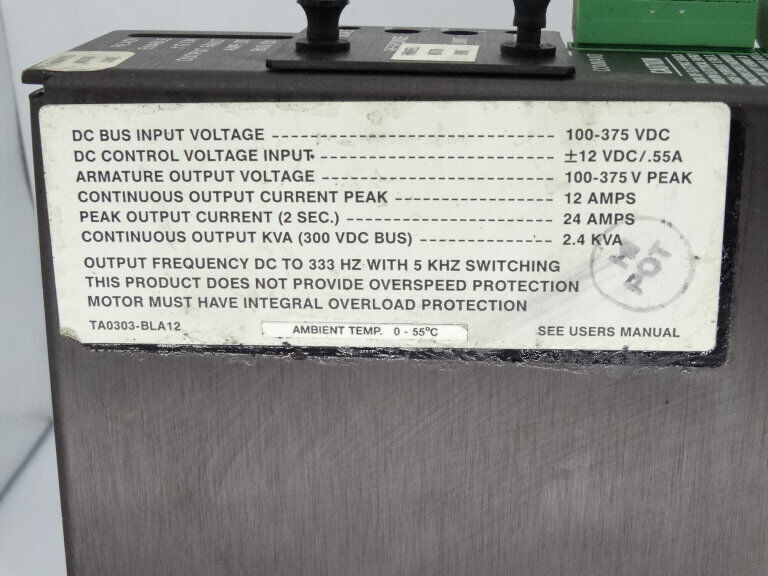 DC BUS INPUT VOLTAGE ---------------------------- 100-375 VDC
DC CONTROL VOLTAGE INPUT ----------------------- ±12 VDC/.55A
ARMATURE OUTPUT VOLTAGE ----------------------- 100-375 V PEAK
CONTINUOUS OUTPUT CURRENT PEAK --------------- 12 AMPS
PEAK OUTPUT CURRENT (2 SEC.) -------------------- 24 AMPS
CONTINUOUS OUTPUT KVA (300 VDC BUS) ------------ 2.4 KVA
OUTPUT FREQUENCY DC TO 333 HZ WITH 5 KHZ SWITCHING
THIS PRODUCT DOES NOT PROVIDE OVERSPEED PROTECTION
MOTOR MUST HAVE INTEGRAL OVERLOAD PROTECTION
TA0303-BLA12 AMBIENT TEMP. 0 - 55°C SEE USERS MANUAL
HI
POT